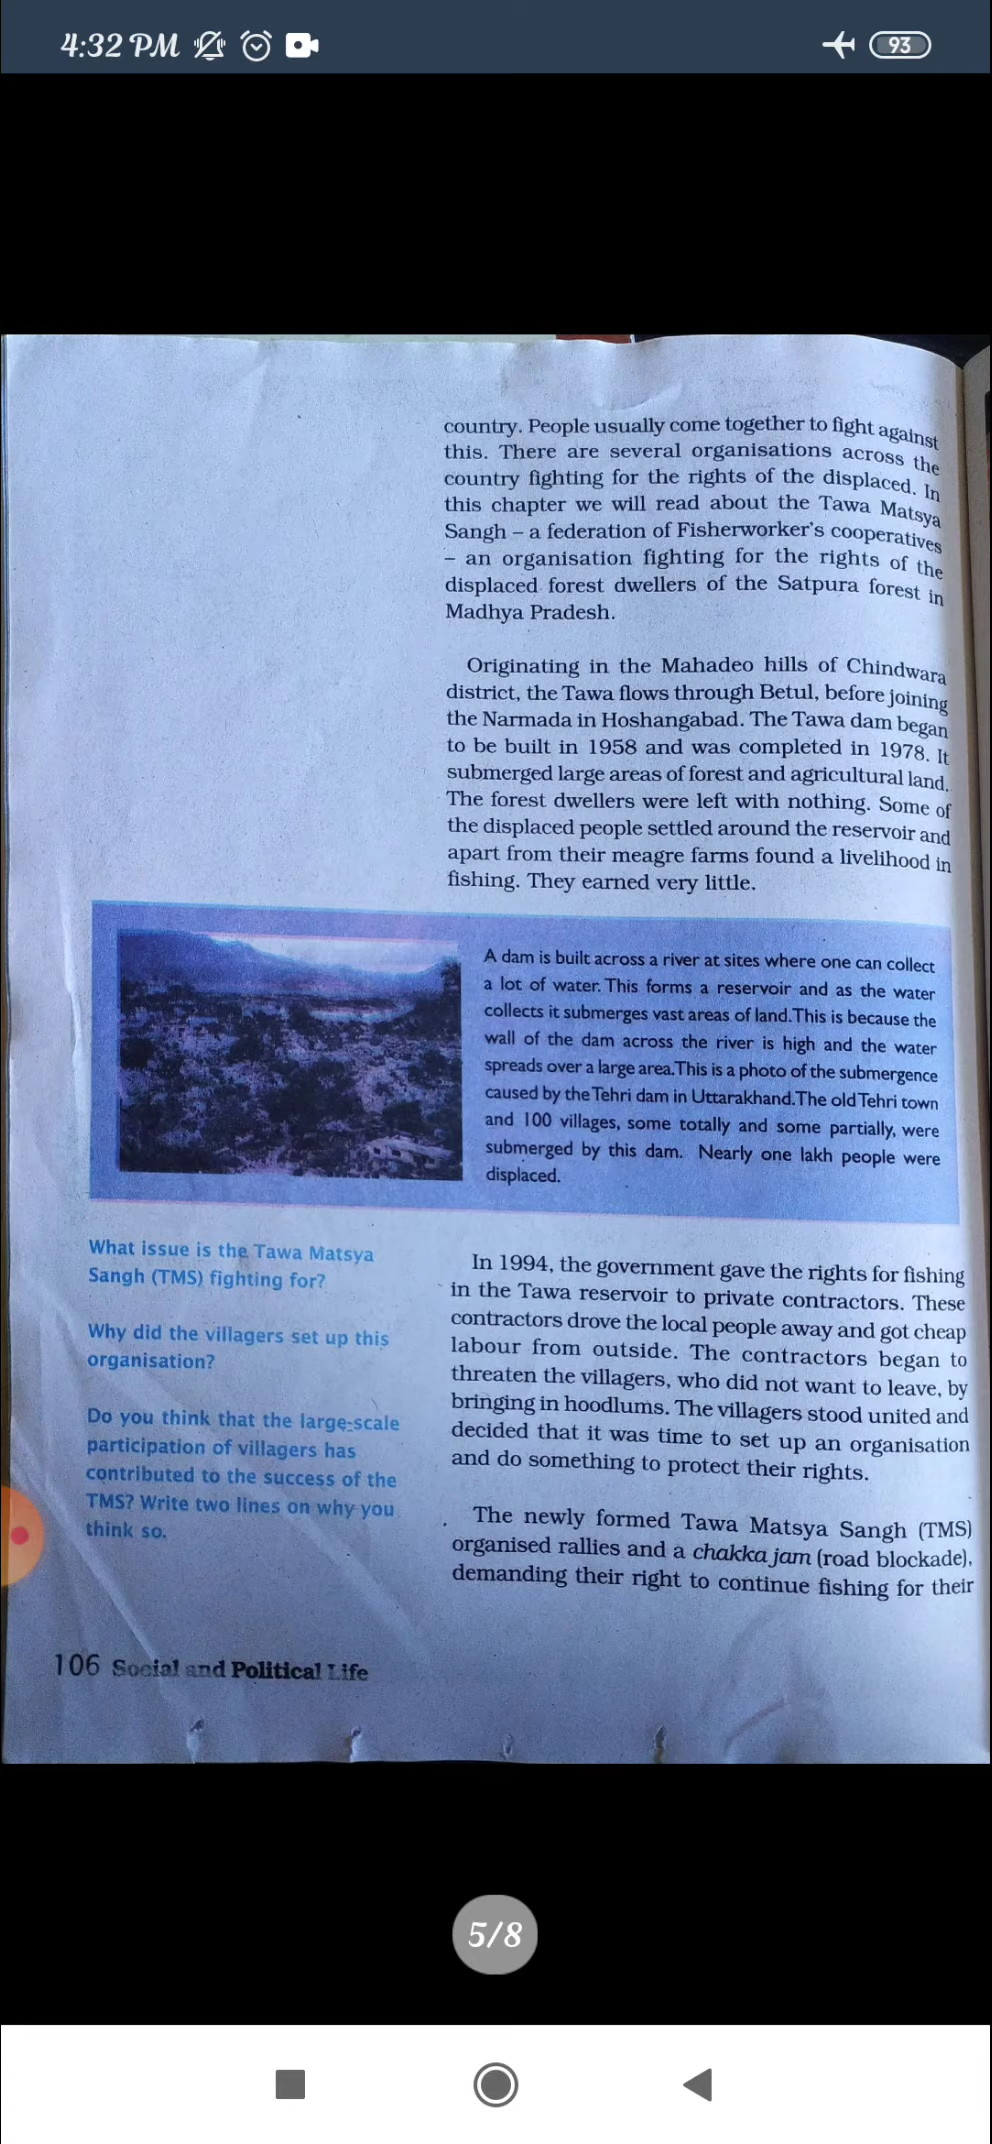 4:32 PM
93
country. People usually come together to fight against
this. There are several organisations across the
country fighting for the rights of the displaced. In
this chapter we will read about the Tawa Matsya
Sangh – a federation of Fisherworker's cooperatives
– an organisation fighting for the rights of the
displaced forest dwellers of the Satpura forest in
Madhya Pradesh.
Originating in the Mahadeo hills of Chindwara
district, the Tawa flows through Betul, before joining
the Narmada in Hoshangabad. The Tawa dam began
to be built in 1958 and was completed in 1978. It
submerged large areas of forest and agricultural land.
The forest dwellers were left with nothing. Some of
the displaced people settled around the reservoir and
apart from their meagre farms found a livelihood in
fishing. They earned very little.
A dam is built across a river at sites where one can collect
a lot of water. This forms a reservoir and as the water
collects it submerges vast areas of land. This is because the
wall of the dam across the river is high and the water
spreads over a large area. This is a photo of the submergence
caused by the Tehri dam in Uttarakhand. The old Tehri town
and 100 villages, some totally and some partially, were
submerged by this dam. Nearly one lakh people were
displaced.
What issue is the Tawa Matsya
Sangh (TMS) fighting for?
Why did the villagers set up this
organisation?
Do you think that the large-scale
participation of villagers has
contributed to the success of the
TMS? Write two lines on why you
think so.
In 1994, the government gave the rights for fishing
in the Tawa reservoir to private contractors. These
contractors drove the local people away and got cheap
labour from outside. The contractors began to
threaten the villagers, who did not want to leave, by
bringing in hoodlums. The villagers stood united and
decided that it was time to set up an organisation
and do something to protect their rights.
The newly formed Tawa Matsya Sangh (TMS)
organised rallies and a chakka jam (road blockade),
demanding their right to continue fishing for their
106 Social and Political Life
5/8